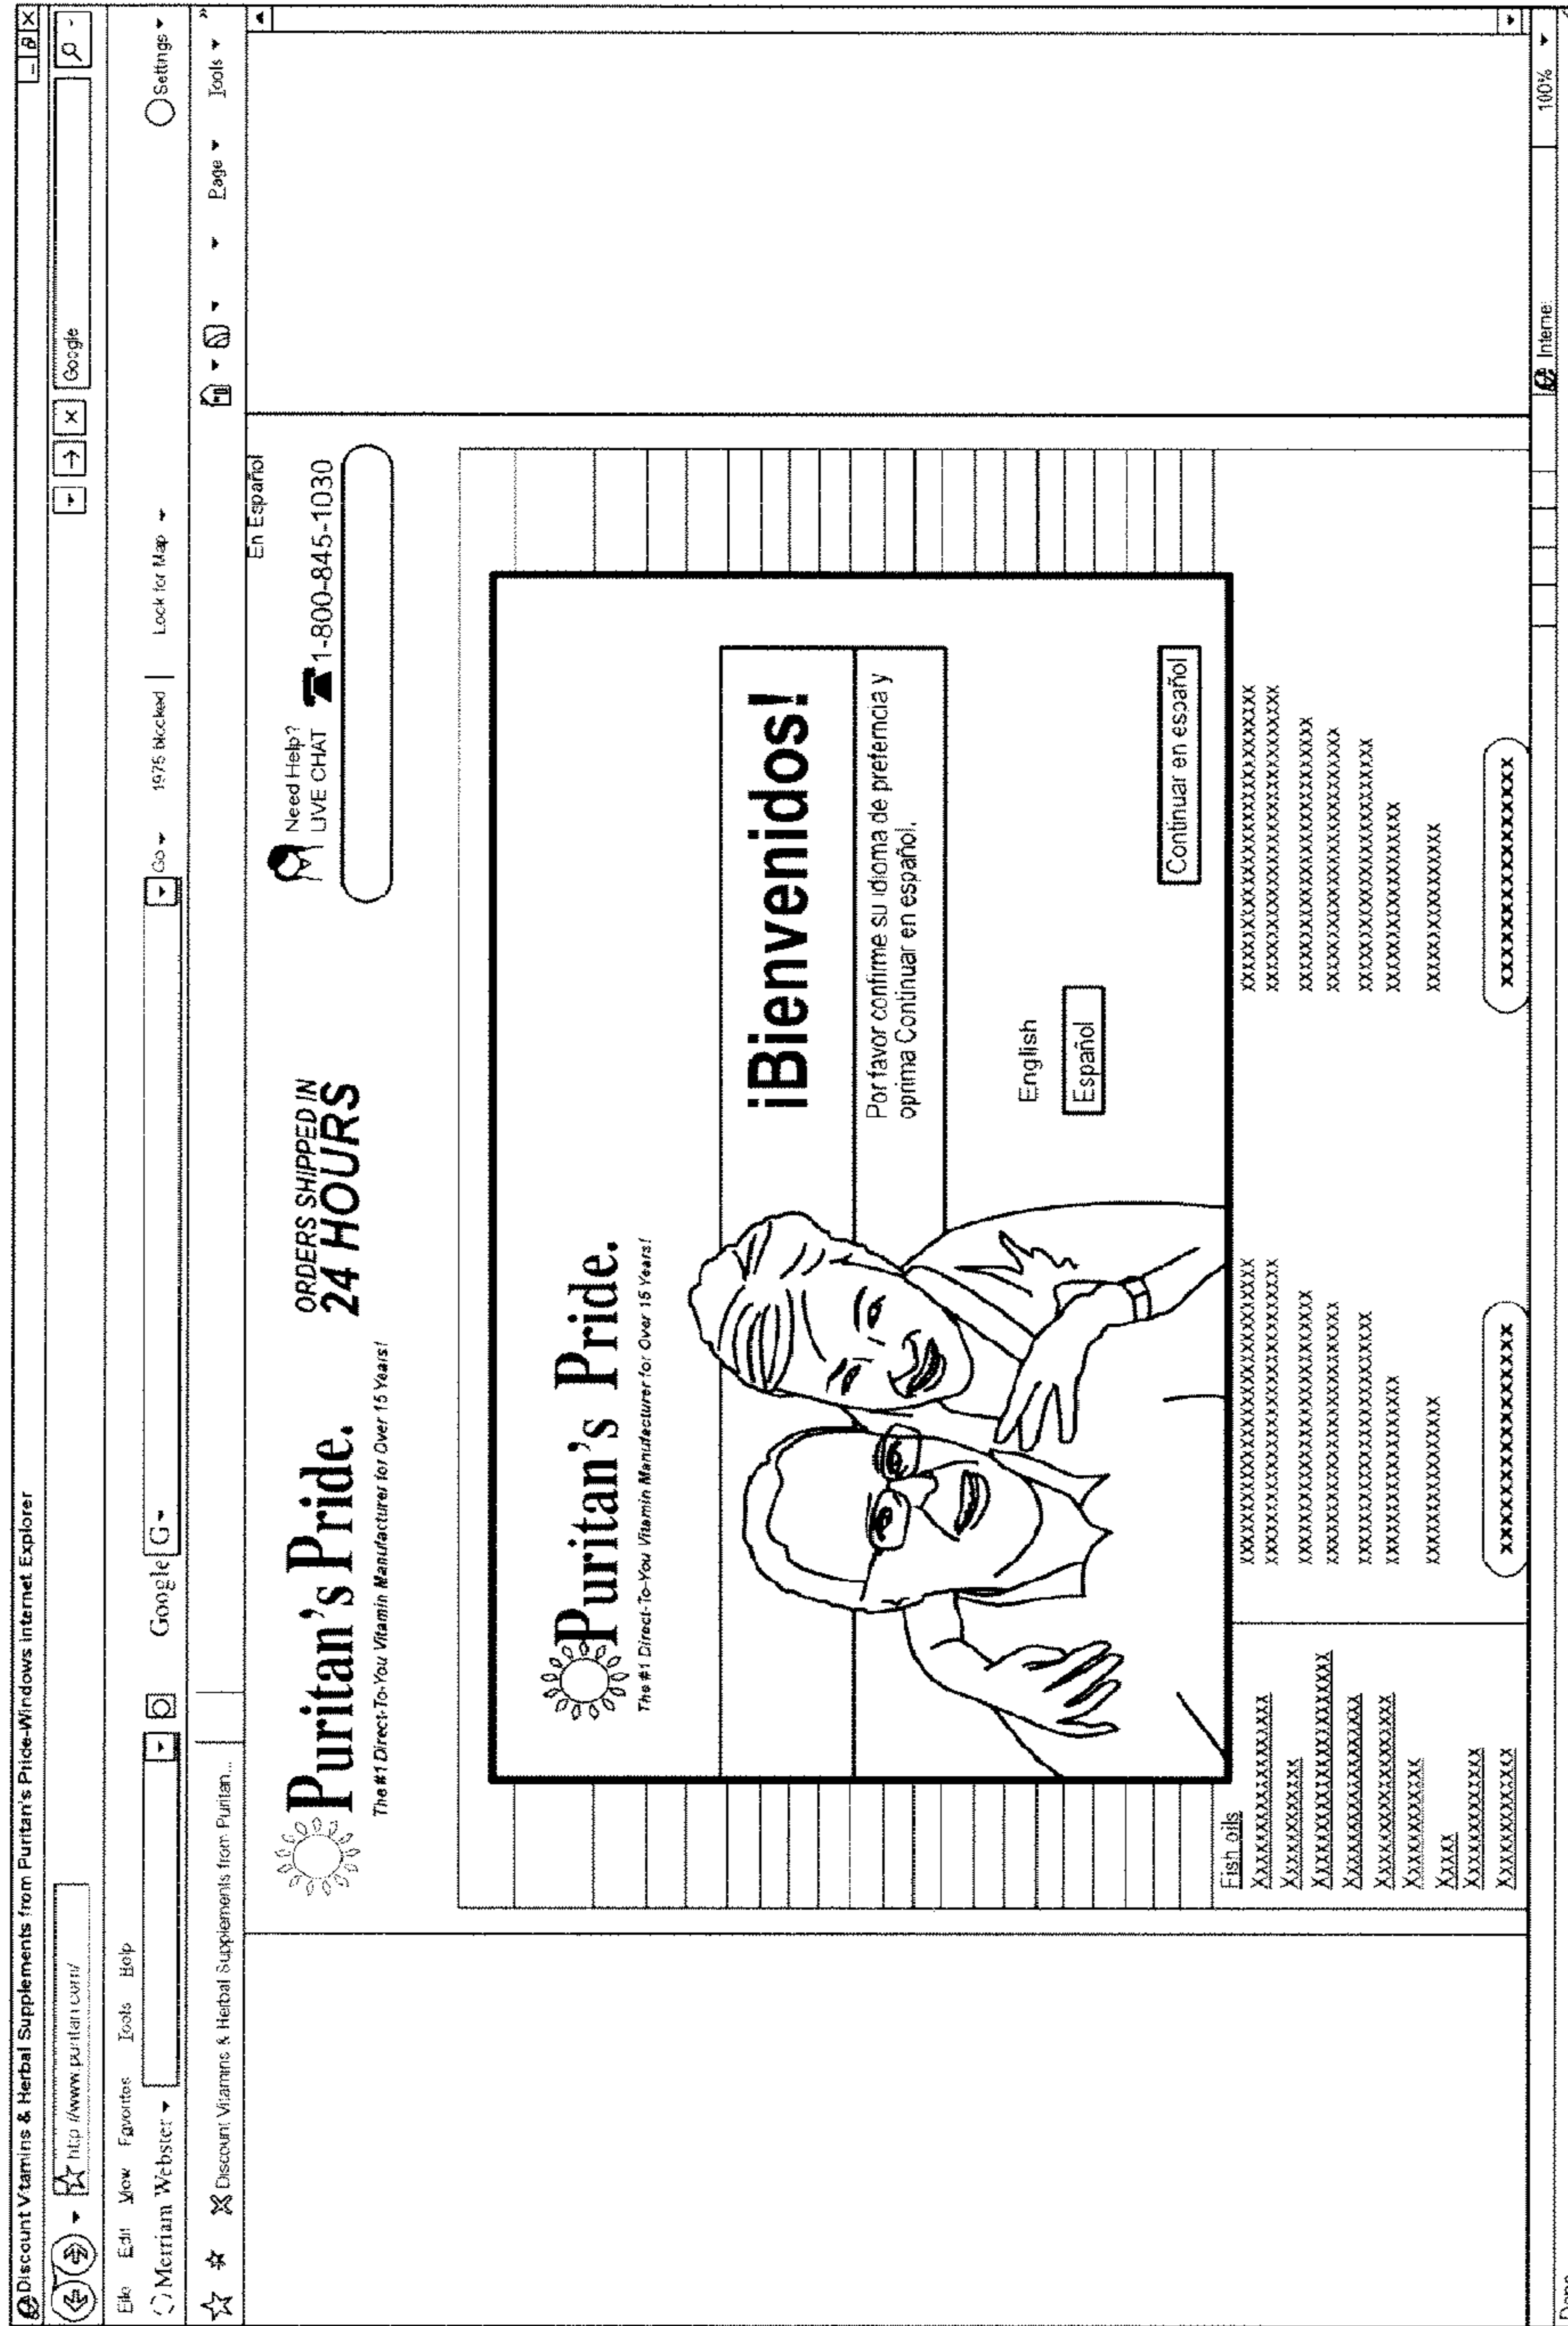 Discount Vitamins & Herbal Supplements from Puritan's Pride-Windows Internet Explorer
http://www.puritan.com/
Google
File Edit View Favorites Tools Help
Merriam Webster
Google G
Go
1975 blocked
Look for Map
Settings
Discount Vitamins & Herbal Supplements from Puritan...
Page
Tools
En Español
Puritan's Pride.
The #1 Direct-To-You Vitamin Manufacturer for Over 15 Years!
ORDERS SHIPPED IN
24 HOURS
Need Help?
LIVE CHAT
1-800-845-1030
Puritan's Pride.
The #1 Direct-To-You Vitamin Manufacturer for Over 15 Years!
¡Bienvenidos!
Por favor confirme su idioma de prefernc­ia y
oprima Continuar en español.
English
Español
Continuar en español
Fish oils
Done
Internet
100%